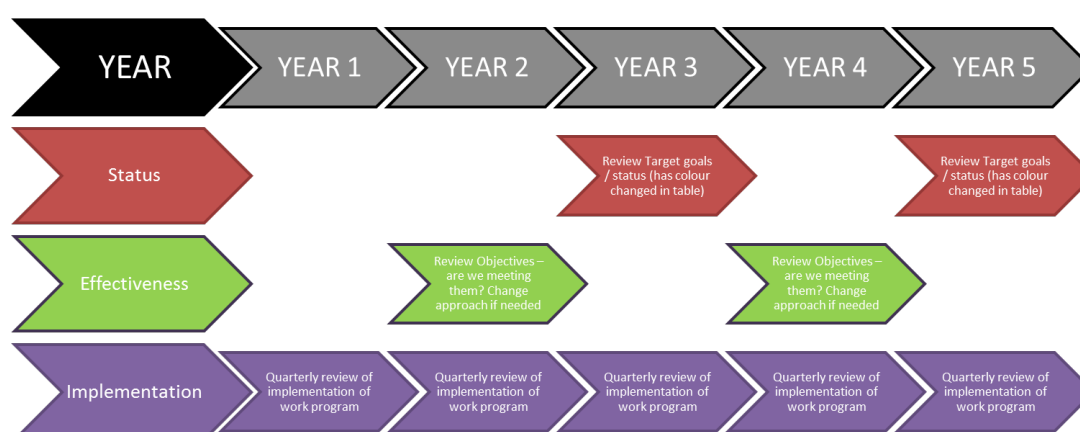 YEAR
YEAR 1
YEAR 2
YEAR 3
YEAR 4
YEAR 5
Status
Review Target goals
/ status (has colour
changed in table)
Review Target goals
/ status (has colour
changed in table)
Effectiveness
Review Objectives –
are we meeting
them? Change
approach if needed
Review Objectives –
are we meeting
them? Change
approach if needed
Implementation
Quarterly review of
implementation of
work program
Quarterly review of
implementation of
work program
Quarterly review of
implementation of
work program
Quarterly review of
implementation of
work program
Quarterly review of
implementation of
work program